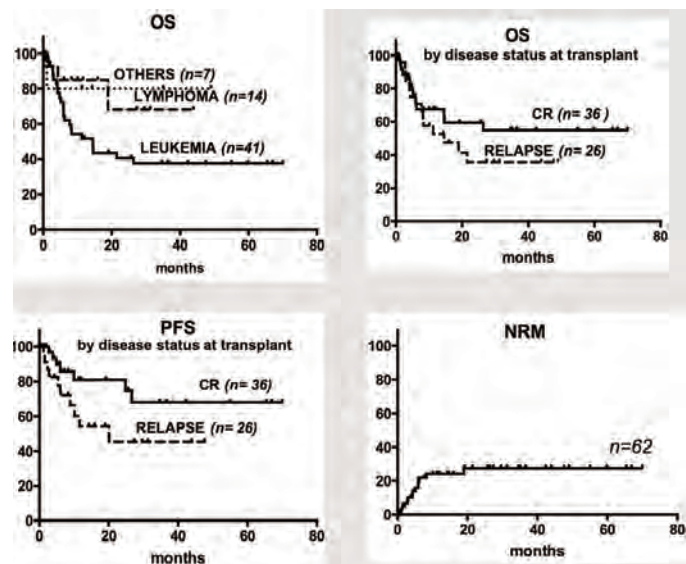 OS
100
80
60
40
20
0
OTHERS (n=7)
LYMPHOMA (n=14)
LEUKEMIA (n=41)
0 20 40 60 80
months
OS
by disease status at transplant
100
80
60
40
20
0
CR (n= 36 )
RELAPSE (n= 26)
0 20 40 60 80
months
PFS
by disease status at transplant
100
80
60
40
20
0
CR (n= 36)
RELAPSE (n= 26)
0 20 40 60 80
months
NRM
100
80
60
40
20
0
n=62
0 20 40 60 80
months